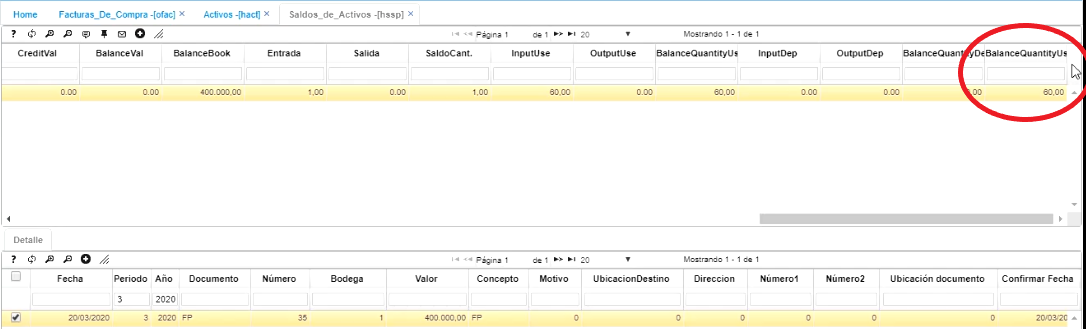 Home Facturas_De_Compra -[ofac] × Activos -[hact] × Saldos_de_Activos -[hssp] ×
? Página 1 de 1 20 ▼ Mostrando 1 - 1 de 1
CreditVal BalanceVal BalanceBook Entrada Salida SaldoCant. InputUse OutputUse BalanceQuantityUs InputDep OutputDep BalanceQuantityDe BalanceQuantityUs
0.00 0.00 400.000,00 1,00 0.00 1,00 60,00 0.00 60,00 0.00 0.00 0.00 60,00
Detalle
? Página 1 de 1 20 ▼ Mostrando 1 - 1 de 1
Fecha Periodo Año Documento Número Bodega Valor Concepto Motivo UbicacionDestino Direccion Número1 Número2 Ubicación documento Confirmar Fecha
3 2020
20/03/2020 3 2020 FP 35 1 400.000,00 FP 0 0 0 0 0 0 20/03/20